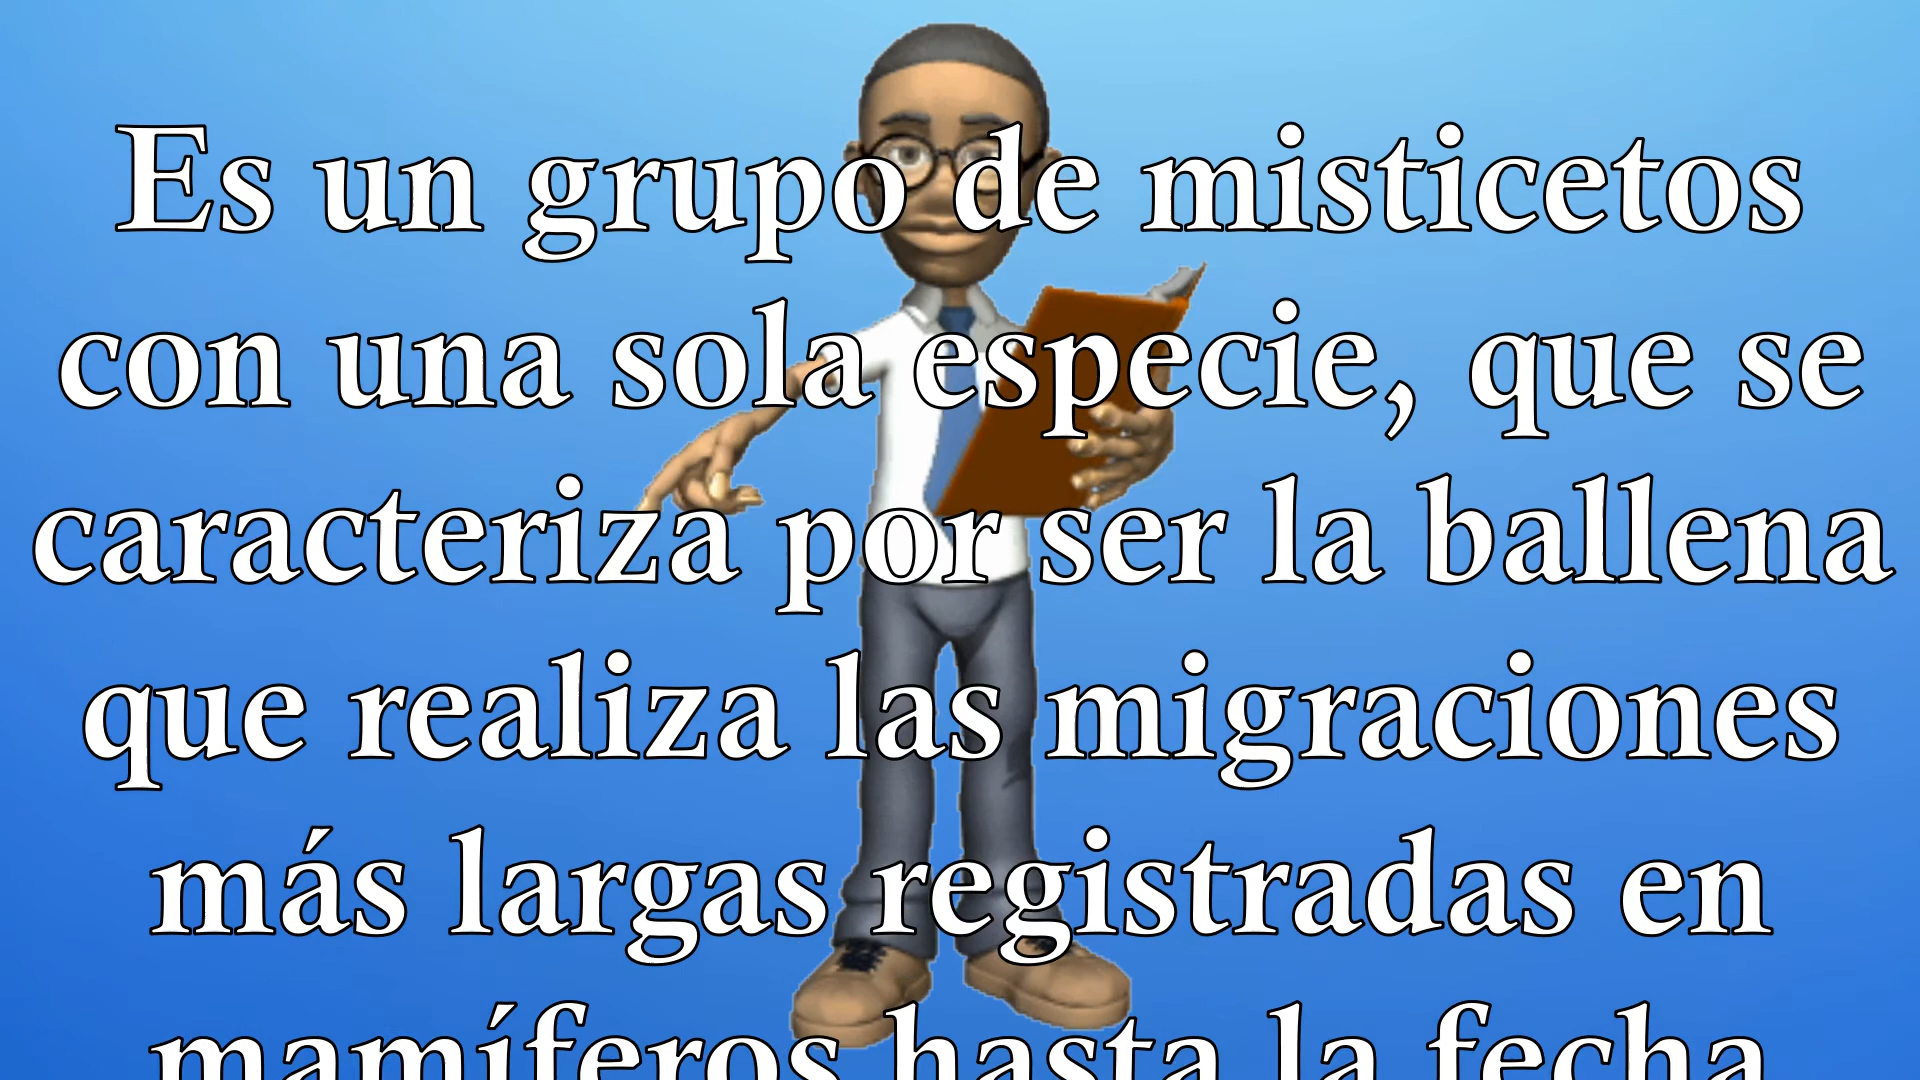 Es un grupo de misticetos
con una sola especie, que se
caracteriza por ser la ballena
que realiza las migraciones
más largas registradas en
mamíferos hasta la fecha